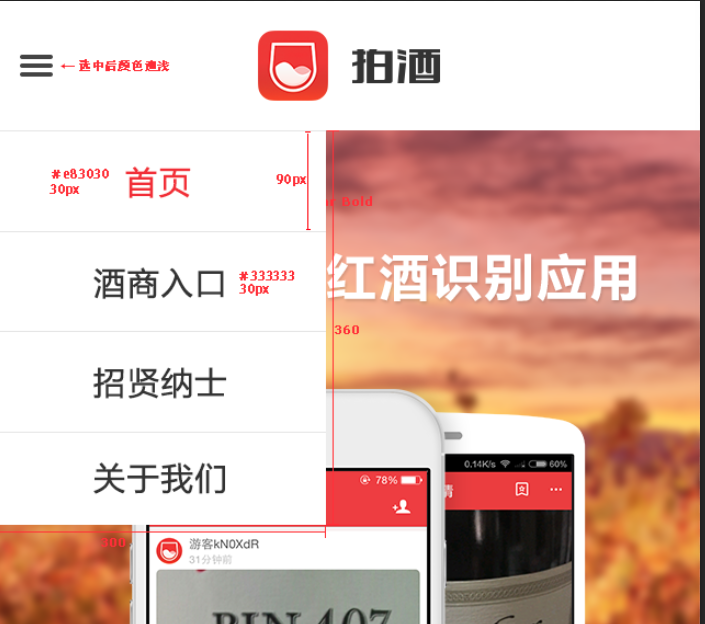 ← 选中后颜色速浅
拍酒
#e83030
30px
首页
90px
Bold
酒商入口
#333333
30px
红酒识别应用
360
招贤纳士
关于我们
300
0.14K/s
60%
78%
情
游客kN0XdR
31分钟前
BIN 407